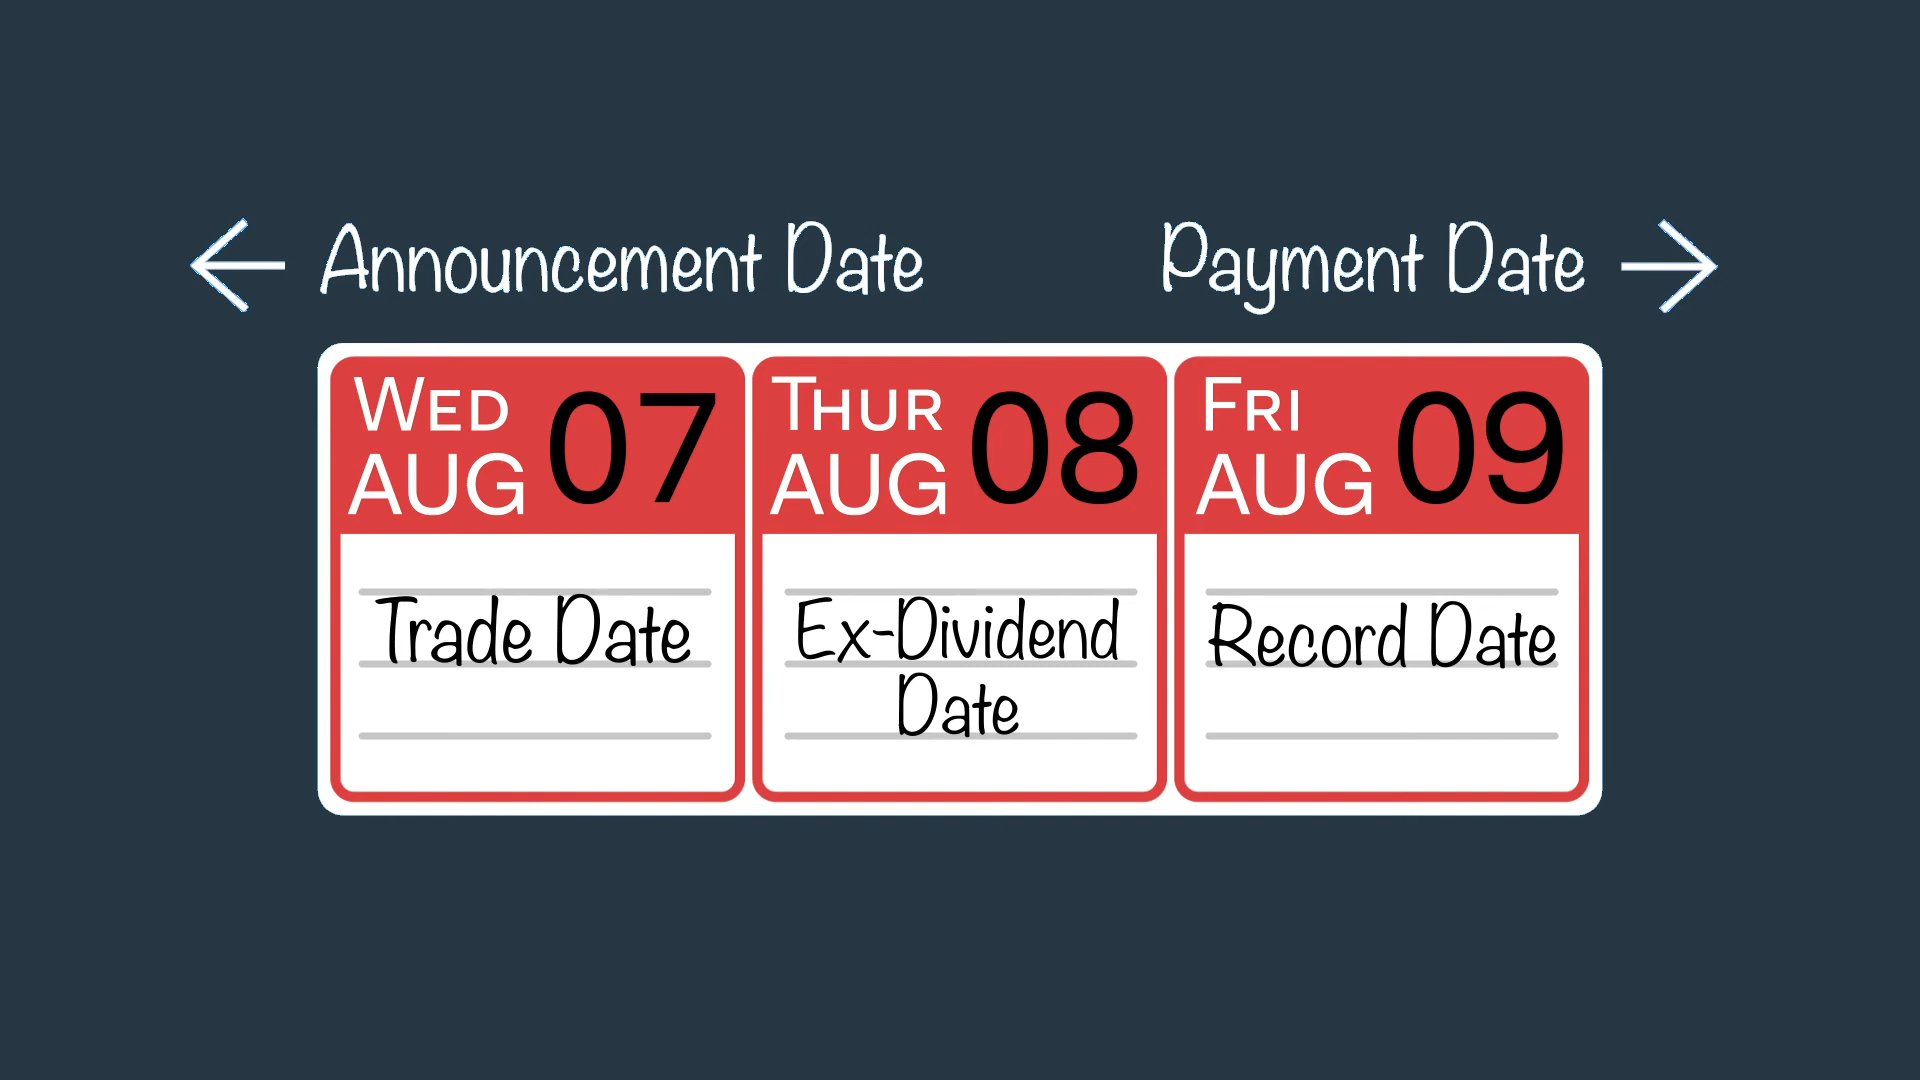 Announcement Date
Payment Date
WED
AUG
07
THUR
AUG
08
FRI
AUG
09
Trade Date
Ex-Dividend
Date
Record Date